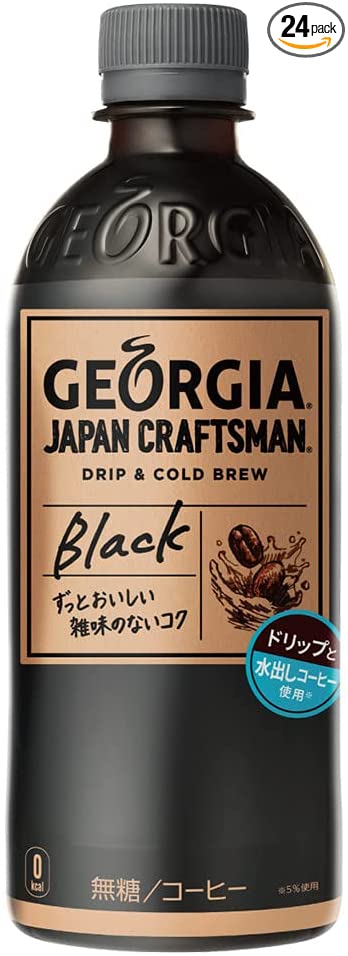 24
pack
GEORGIA
GEORGIA®
JAPAN CRAFTSMAN®
DRIP & COLD BREW
Black
ずっとおいしい
雑味のないコク
ドリップと
水出しコーヒー
使用※
0
kcal
無糖/コーヒー
※5%使用